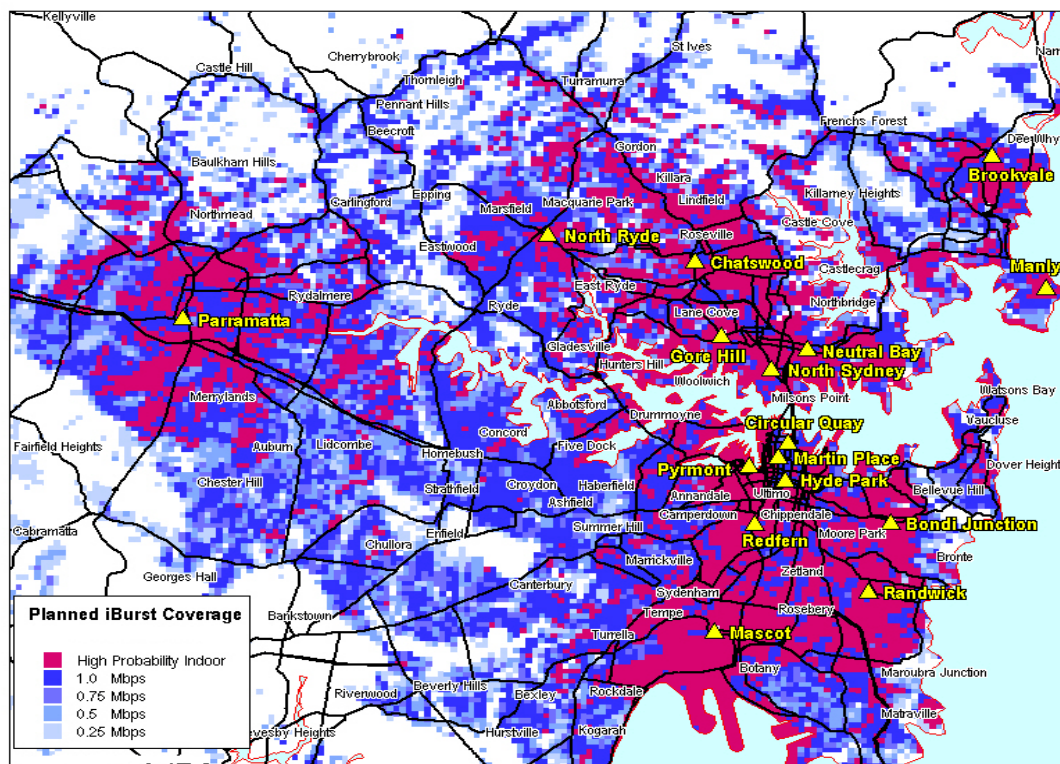 Kellyville
Cherrybrook
St Ives
Castle Hill
Thornleigh
Turramurra
Pennant Hills
Beecroft
Frenchs Forest
Dee Why
Gordon
Baulkham Hills
Brookvale
Killara
Epping
Carlingford
Macquarie Park
Lindfield
Killarney Heights
Northmead
Marsfield
Castle Cove
Eastwood
North Ryde
Roseville
Chatswood
Manly
Castlecrag
East Ryde
Rydalmere
Northbridge
Ryde
Lane Cove
Parramatta
Gladesville
Gore Hill
Neutral Bay
Hunters Hill
North Sydney
Woolwich
Watsons Bay
Merrylands
Milsons Point
Abbotsford
Drummoyne
Vaucluse
Circular Quay
Concord
Fairfield Heights
Auburn
Lidcombe
Five Dock
Homebush
Martin Place
Pyrmont
Dover Height
Chester Hill
Hyde Park
Strathfield
Croydon
Haberfield
Bellevue Hill
Annandale
Ultimo
Ashfield
Camperdown
Chippendale
Cabramatta
Enfield
Summer Hill
Bondi Junction
Moore Park
Redfern
Chullora
Bronte
Marrickville
Zetland
Georges Hall
Canterbury
Sydenham
Randwick
Planned iBurst Coverage
Bankstown
Tempe
Rosebery
Turrella
Mascot
High Probability Indoor
1.0 Mbps
0.75 Mbps
0.5 Mbps
0.25 Mbps
Botany
Maroubra Junction
Beverly Hills
Riverwood
Bexley
Rockdale
Matraville
evesby Heights
Hurstville
Kogarah